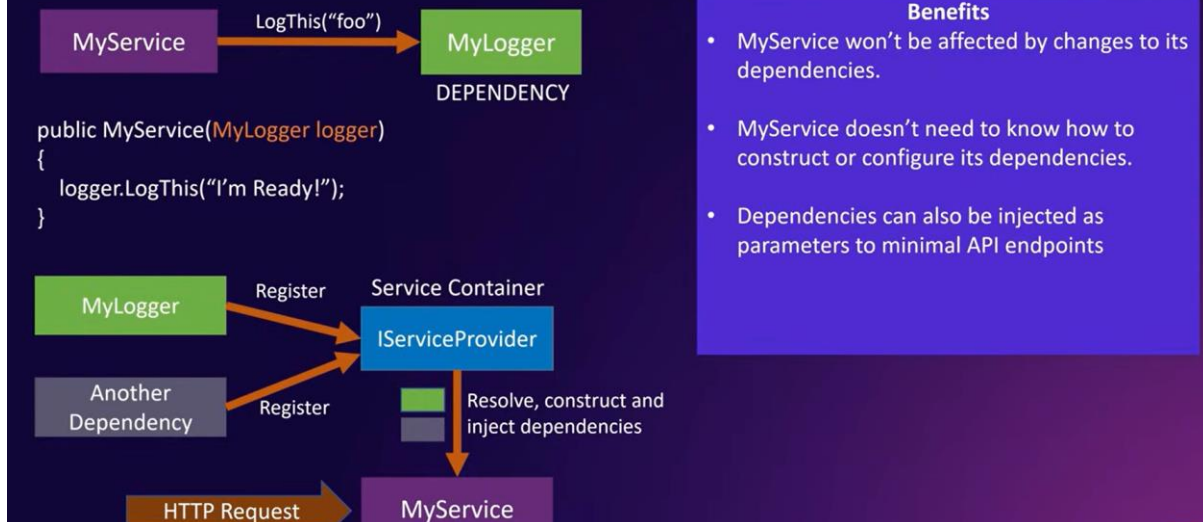 LogThis(“foo”)
MyService
MyLogger
DEPENDENCY
public MyService(MyLogger logger)
{
logger.LogThis(“I’m Ready!”);
}
MyLogger
Register
Service Container
IServiceProvider
Another
Dependency
Register
Resolve, construct and
inject dependencies
HTTP Request
MyService
Benefits
• MyService won’t be affected by changes to its
dependencies.
• MyService doesn’t need to know how to
construct or configure its dependencies.
• Dependencies can also be injected as
parameters to minimal API endpoints